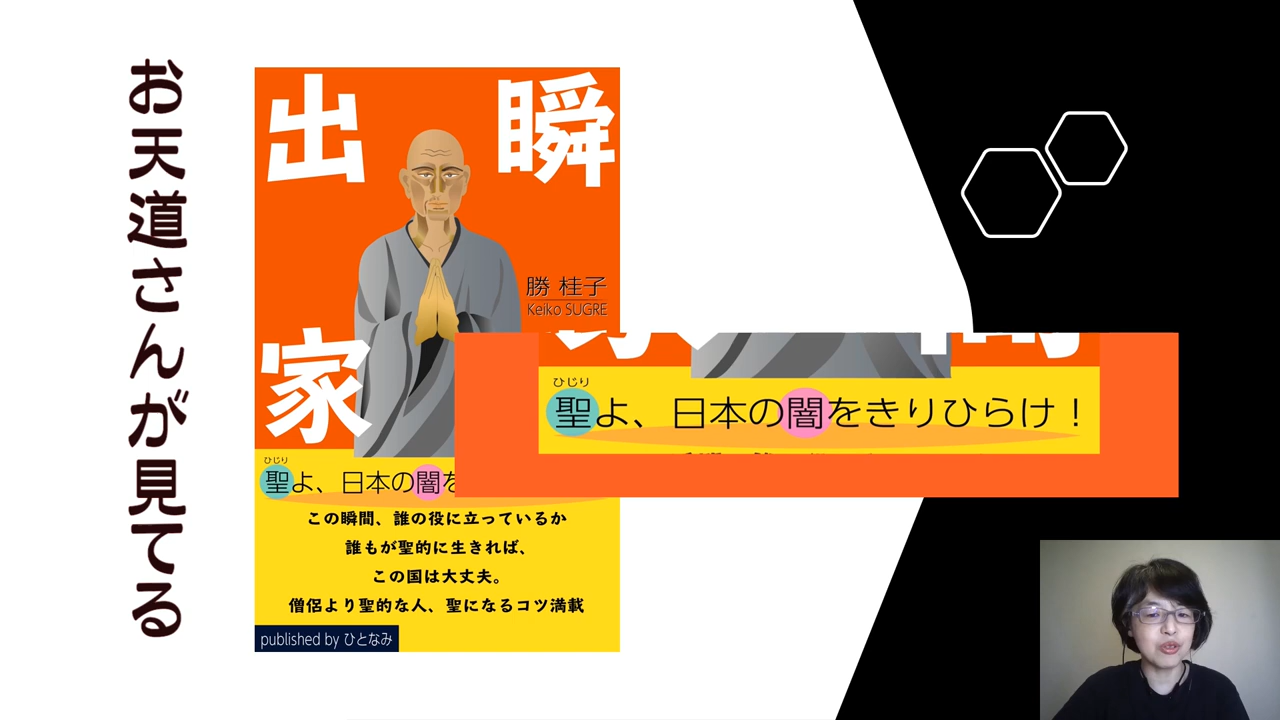 お天道さんが見てる
出 瞬
勝 桂子
Keiko SUGRE
家
ひじり
聖よ、日本の闇を
この瞬間、誰の役に立っているか
誰もが聖的に生きれば、
この国は大丈夫。
僧侶より聖的な人、聖になるコツ満載
published by ひとなみ
ひじり
聖よ、日本の闇をきりひらけ！